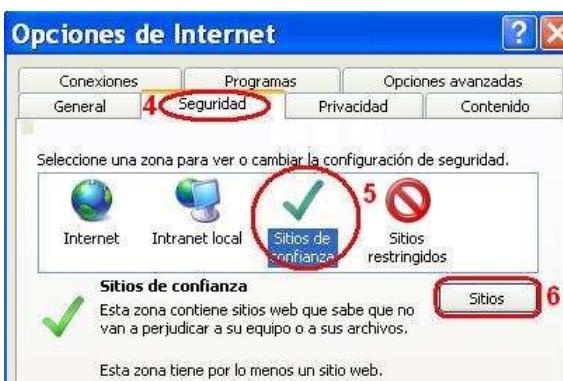 Opciones de Internet
?
Conexiones Programas Opciones avanzadas
General 4 Seguridad Privacidad Contenido
Seleccione una zona para ver o cambiar la configuración de seguridad.
5
Internet Intranet local Sitios de confianza Sitios restringidos
Sitios de confianza
Sitios 6
Esta zona contiene sitios web que sabe que no
van a perjudicar a su equipo o a sus archivos.
Esta zona tiene por lo menos un sitio web.